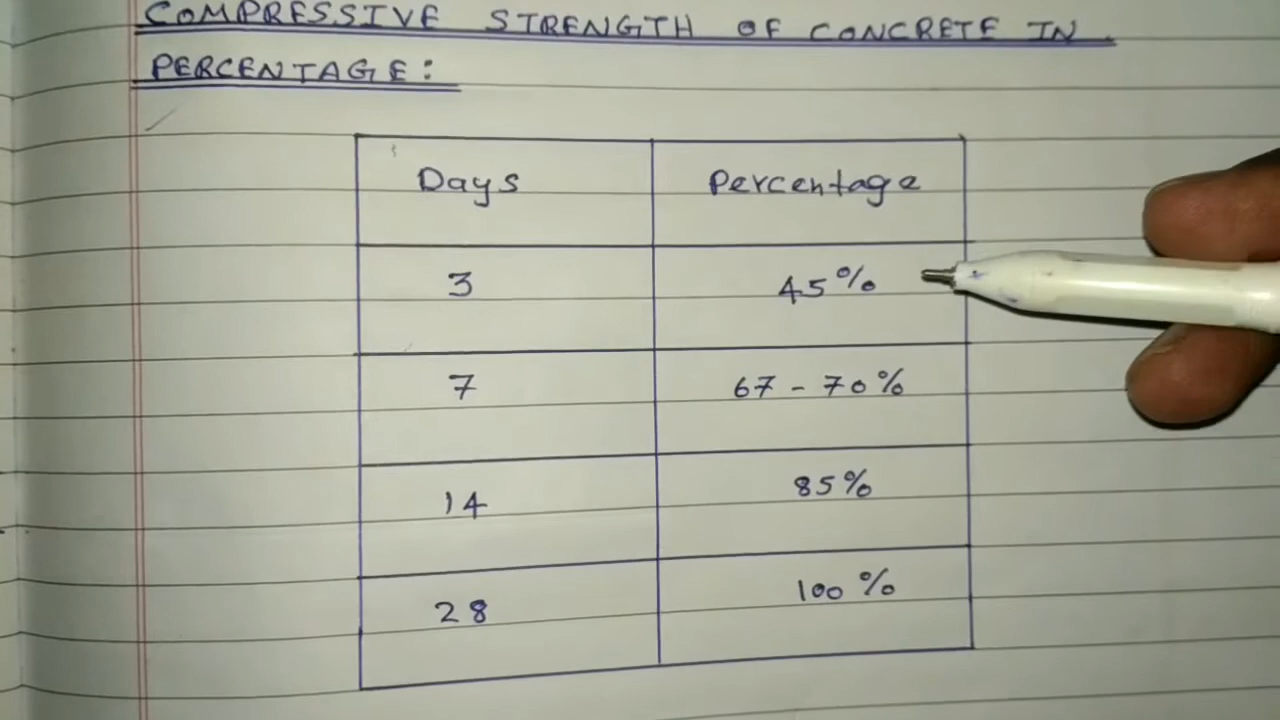 COMPRESSIVE STRENGTH OF CONCRETE IN
PERCENTAGE:
Days Percentage
3 45%
7 67 - 70%
14 85%
28 100%